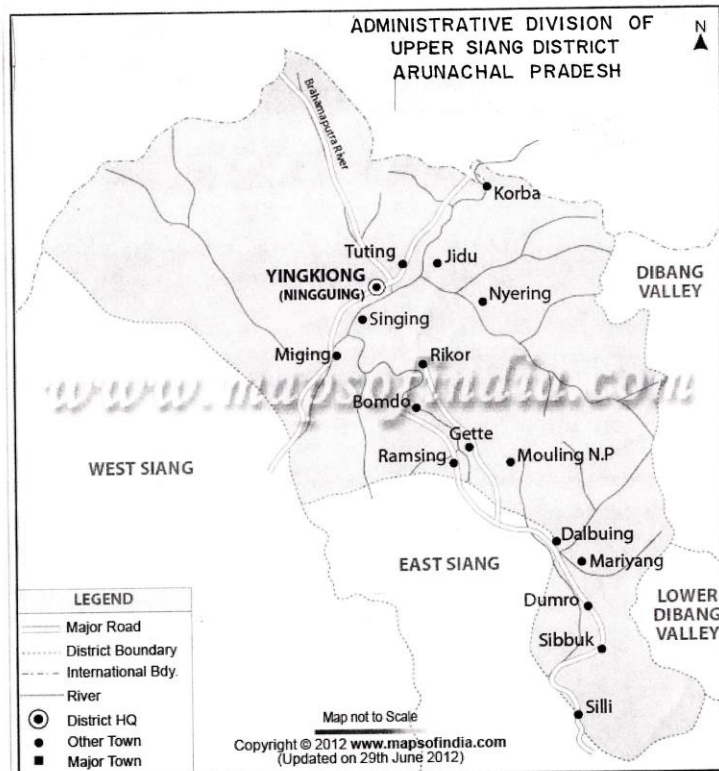 ADMINISTRATIVE DIVISION OF
UPPER SIANG DISTRICT
ARUNACHAL PRADESH
N
Brahamaputra River
Korba
Tuting
Jidu
YINGKIONG
(NINGGUING)
DIBANG
VALLEY
Nyering
Singing
Miging
Rikor
www.mapsofindia.com
Bomdo
Gette
Ramsing
Mouling N.P
WEST SIANG
Dalbuing
EAST SIANG
Mariyang
LOWER
DIBANG
VALLEY
Dumro
Sibbuk
Silli
LEGEND
Major Road
District Boundary
International Bdy.
River
District HQ
Other Town
Major Town
Map not to Scale
Copyright © 2012 www.mapsofindia.com
(Updated on 29th June 2012)